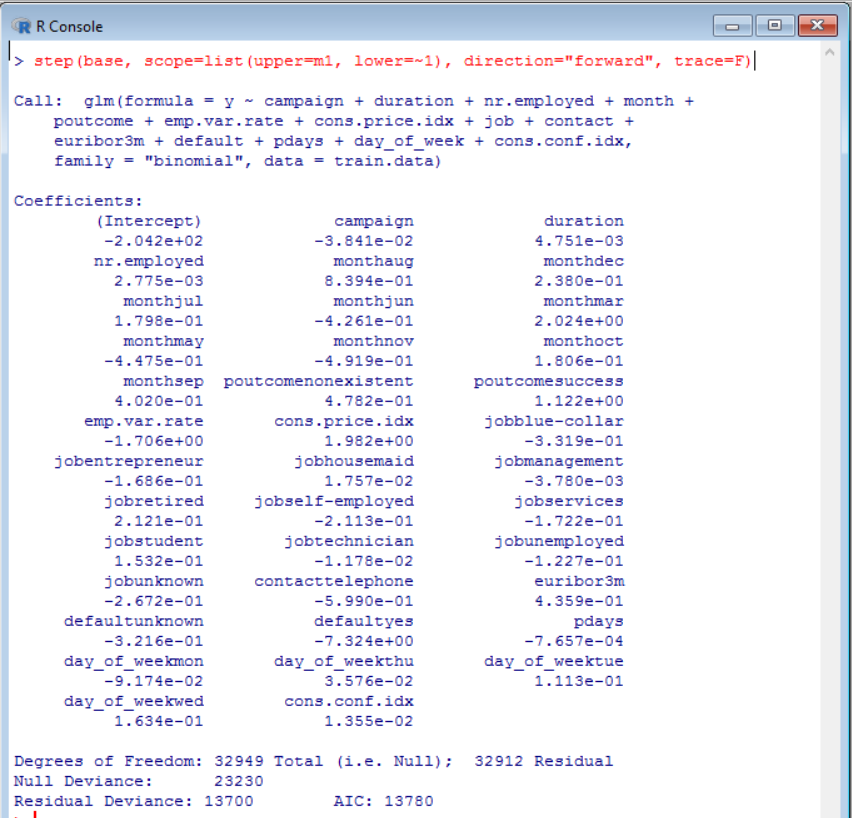 R Console
> step(base, scope=list(upper=m1, lower=~1), direction="forward", trace=F)
Call:  glm(formula = y ~ campaign + duration + nr.employed + month +
    poutcome + emp.var.rate + cons.price.idx + job + contact +
    euribor3m + default + pdays + day_of_week + cons.conf.idx,
    family = "binomial", data = train.data)
Coefficients:
        (Intercept)             campaign             duration
         -2.042e+02           -3.841e-02            4.751e-03
        nr.employed             monthaug             monthdec
          2.775e-03            8.394e-01            2.380e-01
           monthjul             monthjun             monthmar
          1.798e-01           -4.261e-01            2.024e+00
           monthmay             monthnov             monthoct
         -4.475e-01           -4.919e-01            1.806e-01
           monthsep  poutcomenonexistent      poutcomesuccess
          4.020e-01            4.782e-01            1.122e+00
       emp.var.rate       cons.price.idx       jobblue-collar
         -1.706e+00            1.982e+00           -3.319e-01
    jobentrepreneur         jobhousemaid        jobmanagement
         -1.686e-01            1.757e-02           -3.780e-03
         jobretired     jobself-employed          jobservices
          2.121e-01           -2.113e-01           -1.722e-01
         jobstudent        jobtechnician        jobunemployed
          1.532e-01           -1.178e-02           -1.227e-01
         jobunknown     contacttelephone            euribor3m
         -2.672e-01           -5.990e-01            4.359e-01
     defaultunknown           defaultyes                pdays
         -3.216e-01           -7.324e+00           -7.657e-04
     day_of_weekmon       day_of_weekthu       day_of_weektue
         -9.174e-02            3.576e-02            1.113e-01
     day_of_weekwed        cons.conf.idx
          1.634e-01            1.355e-02
Degrees of Freedom: 32949 Total (i.e. Null);  32912 Residual
Null Deviance:      23230
Residual Deviance: 13700        AIC: 13780